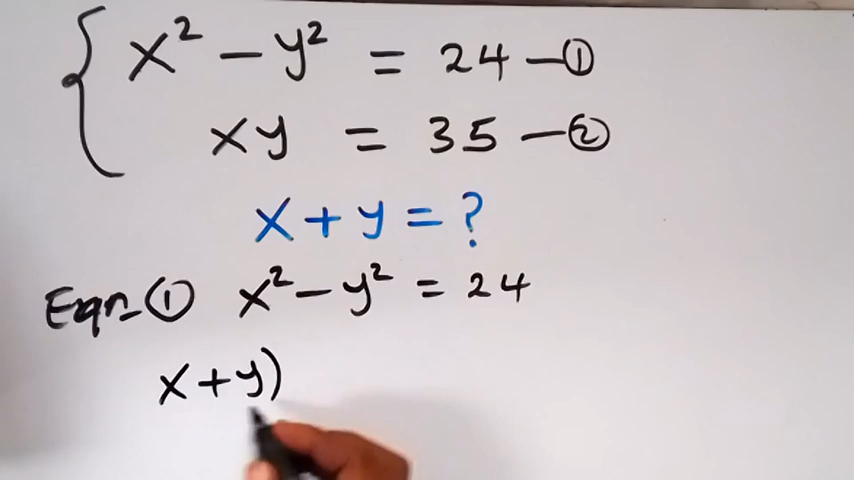 x² - y² = 24 - ①
xy = 35 - ②
x + y = ?
Eqn ① x² - y² = 24
x + y)